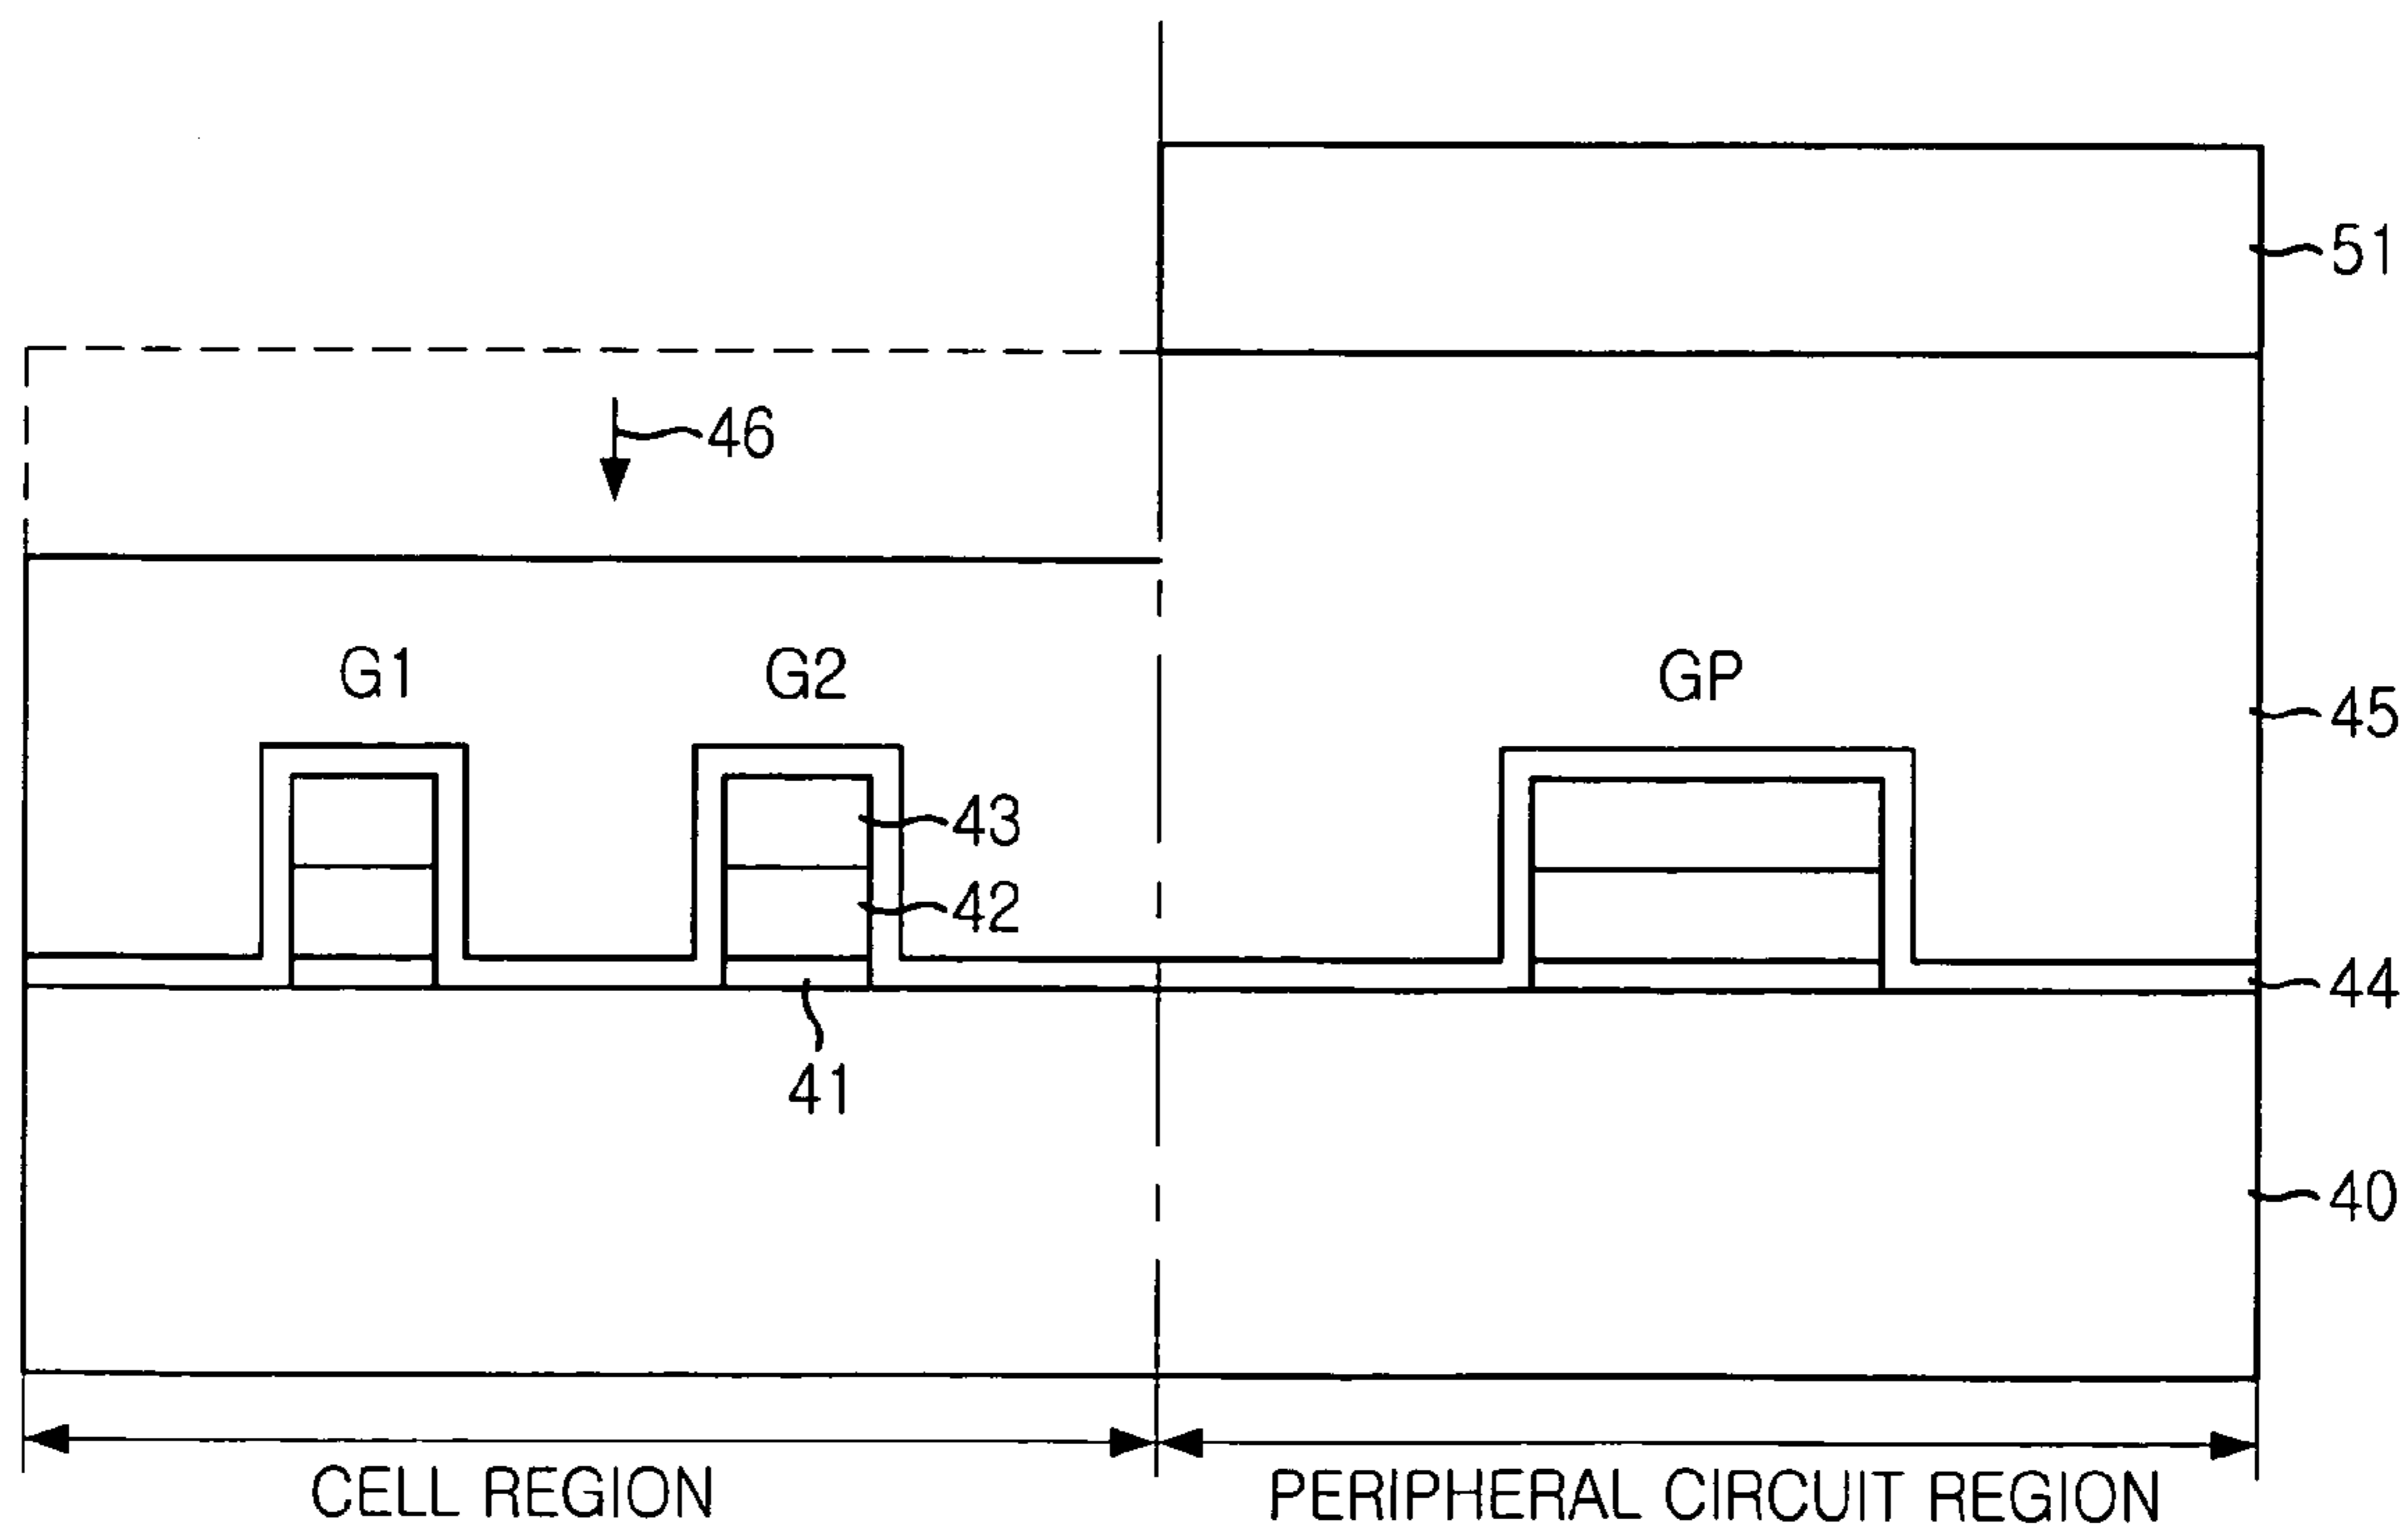 51
46
G1
G2
GP
45
43
42
44
41
40
CELL REGION
PERIPHERAL CIRCUIT REGION